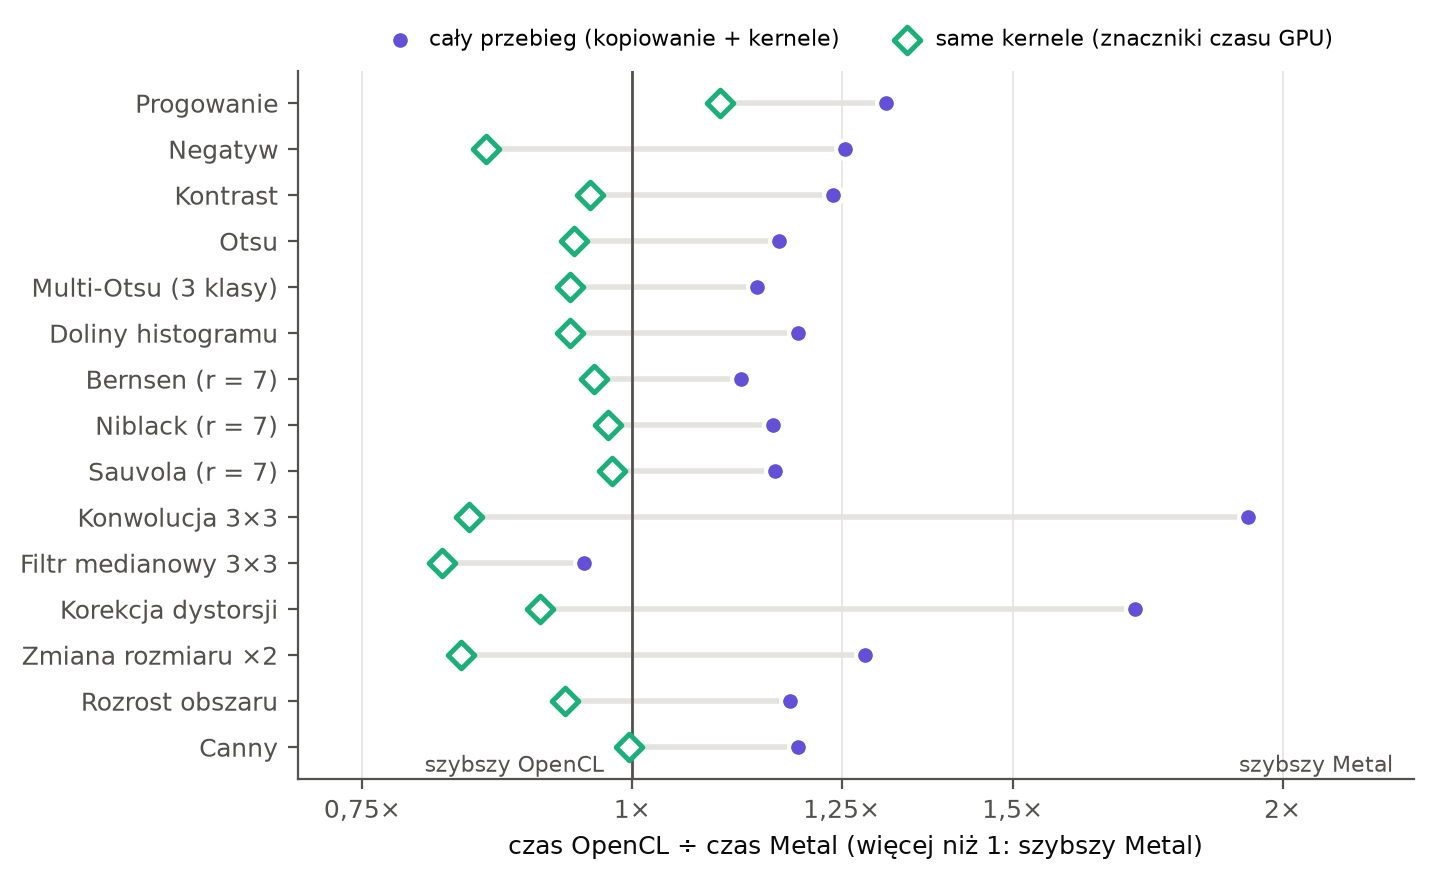 cały przebieg (kopiowanie + kernele)
same kernele (znaczniki czasu GPU)
Progowanie
Negatyw
Kontrast
Otsu
Multi-Otsu (3 klasy)
Doliny histogramu
Bernsen (r = 7)
Niblack (r = 7)
Sauvola (r = 7)
Konwolucja 3×3
Filtr medianowy 3×3
Korekcja dystorsji
Zmiana rozmiaru ×2
Rozrost obszaru
Canny
szybszy OpenCL
szybszy Metal
0,75×
1×
1,25×
1,5×
2×
czas OpenCL ÷ czas Metal (więcej niż 1: szybszy Metal)